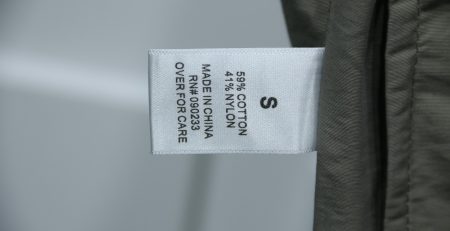 S
59% COTTON
41% NYLON
MADE IN CHINA
RN# 090233
OVER FOR CARE